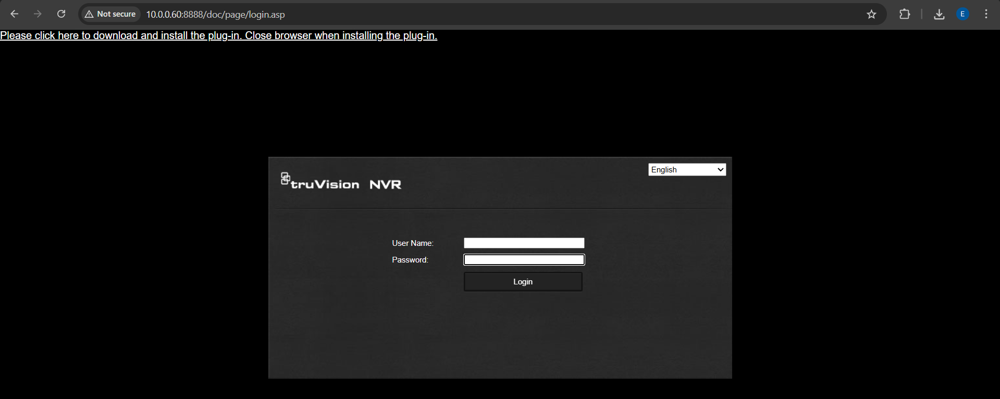 Not secure
10.0.0.60:8888/doc/page/login.asp
E
Please click here to download and install the plug-in. Close browser when installing the plug-in.
English
truVision NVR
User Name:
Password:
Login